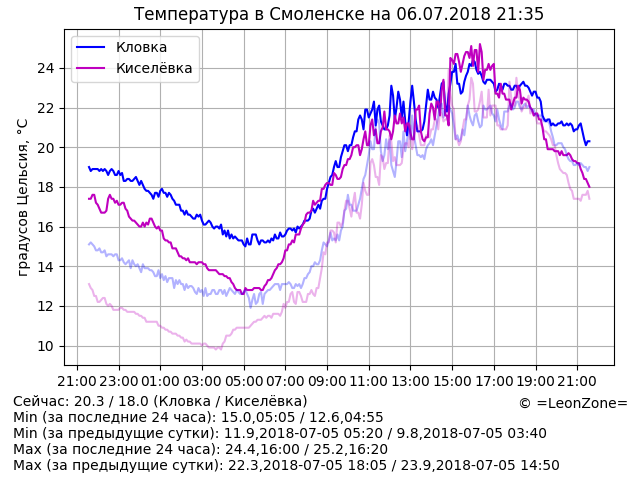 Температура в Смоленске на 06.07.2018 21:35
Кловка
Киселёвка
градусов Цельсия, °C
24
22
20
18
16
14
12
10
21:00 23:00 01:00 03:00 05:00 07:00 09:00 11:00 13:00 15:00 17:00 19:00 21:00
Сейчас: 20.3 / 18.0 (Кловка / Киселёвка)
© =LeonZone=
Min (за последние 24 часа): 15.0,05:05 / 12.6,04:55
Min (за предыдущие сутки): 11.9,2018-07-05 05:20 / 9.8,2018-07-05 03:40
Max (за последние 24 часа): 24.4,16:00 / 25.2,16:20
Max (за предыдущие сутки): 22.3,2018-07-05 18:05 / 23.9,2018-07-05 14:50